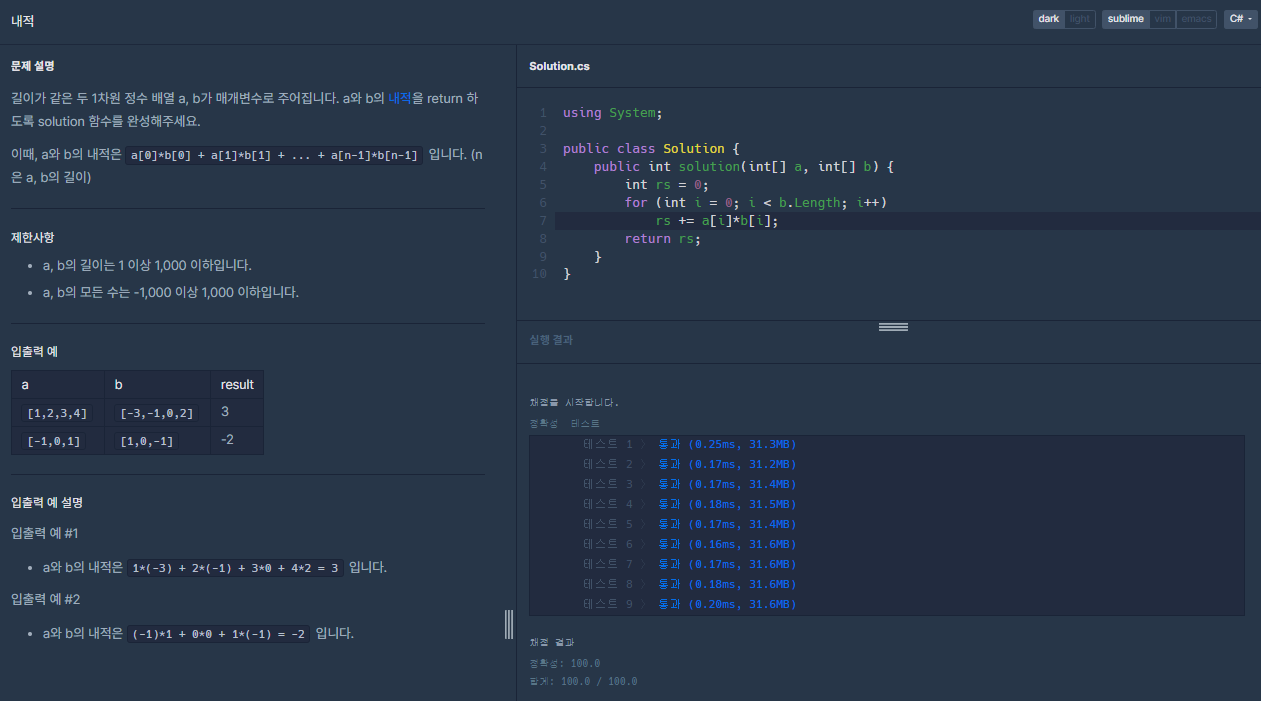 내적
dark light sublime vim emacs C#
문제 설명
길이가 같은 두 1차원 정수 배열 a, b가 매개변수로 주어집니다. a와 b의 내적을 return 하
도록 solution 함수를 완성해주세요.
이때, a와 b의 내적은 a[0]*b[0] + a[1]*b[1] + ... + a[n-1]*b[n-1] 입니다. (n
은 a, b의 길이)
제한사항
• a, b의 길이는 1 이상 1,000 이하입니다.
• a, b의 모든 수는 -1,000 이상 1,000 이하입니다.
입출력 예
a b result
[1,2,3,4] [-3,-1,0,2] 3
[-1,0,1] [1,0,-1] -2
입출력 예 설명
입출력 예 #1
• a와 b의 내적은 1*(-3) + 2*(-1) + 3*0 + 4*2 = 3 입니다.
입출력 예 #2
• a와 b의 내적은 (-1)*1 + 0*0 + 1*(-1) = -2 입니다.
Solution.cs
1 using System;
2
3 public class Solution {
4     public int solution(int[] a, int[] b) {
5         int rs = 0;
6         for (int i = 0; i < b.Length; i++)
7             rs += a[i]*b[i];
8         return rs;
9     }
10 }
실행 결과
채점을 시작합니다.
정확성 테스트
테스트 1 〉 통과 (0.25ms, 31.3MB)
테스트 2 〉 통과 (0.17ms, 31.2MB)
테스트 3 〉 통과 (0.17ms, 31.4MB)
테스트 4 〉 통과 (0.18ms, 31.5MB)
테스트 5 〉 통과 (0.17ms, 31.4MB)
테스트 6 〉 통과 (0.16ms, 31.6MB)
테스트 7 〉 통과 (0.17ms, 31.6MB)
테스트 8 〉 통과 (0.18ms, 31.6MB)
테스트 9 〉 통과 (0.20ms, 31.6MB)
채점 결과
정확성: 100.0
합계: 100.0 / 100.0